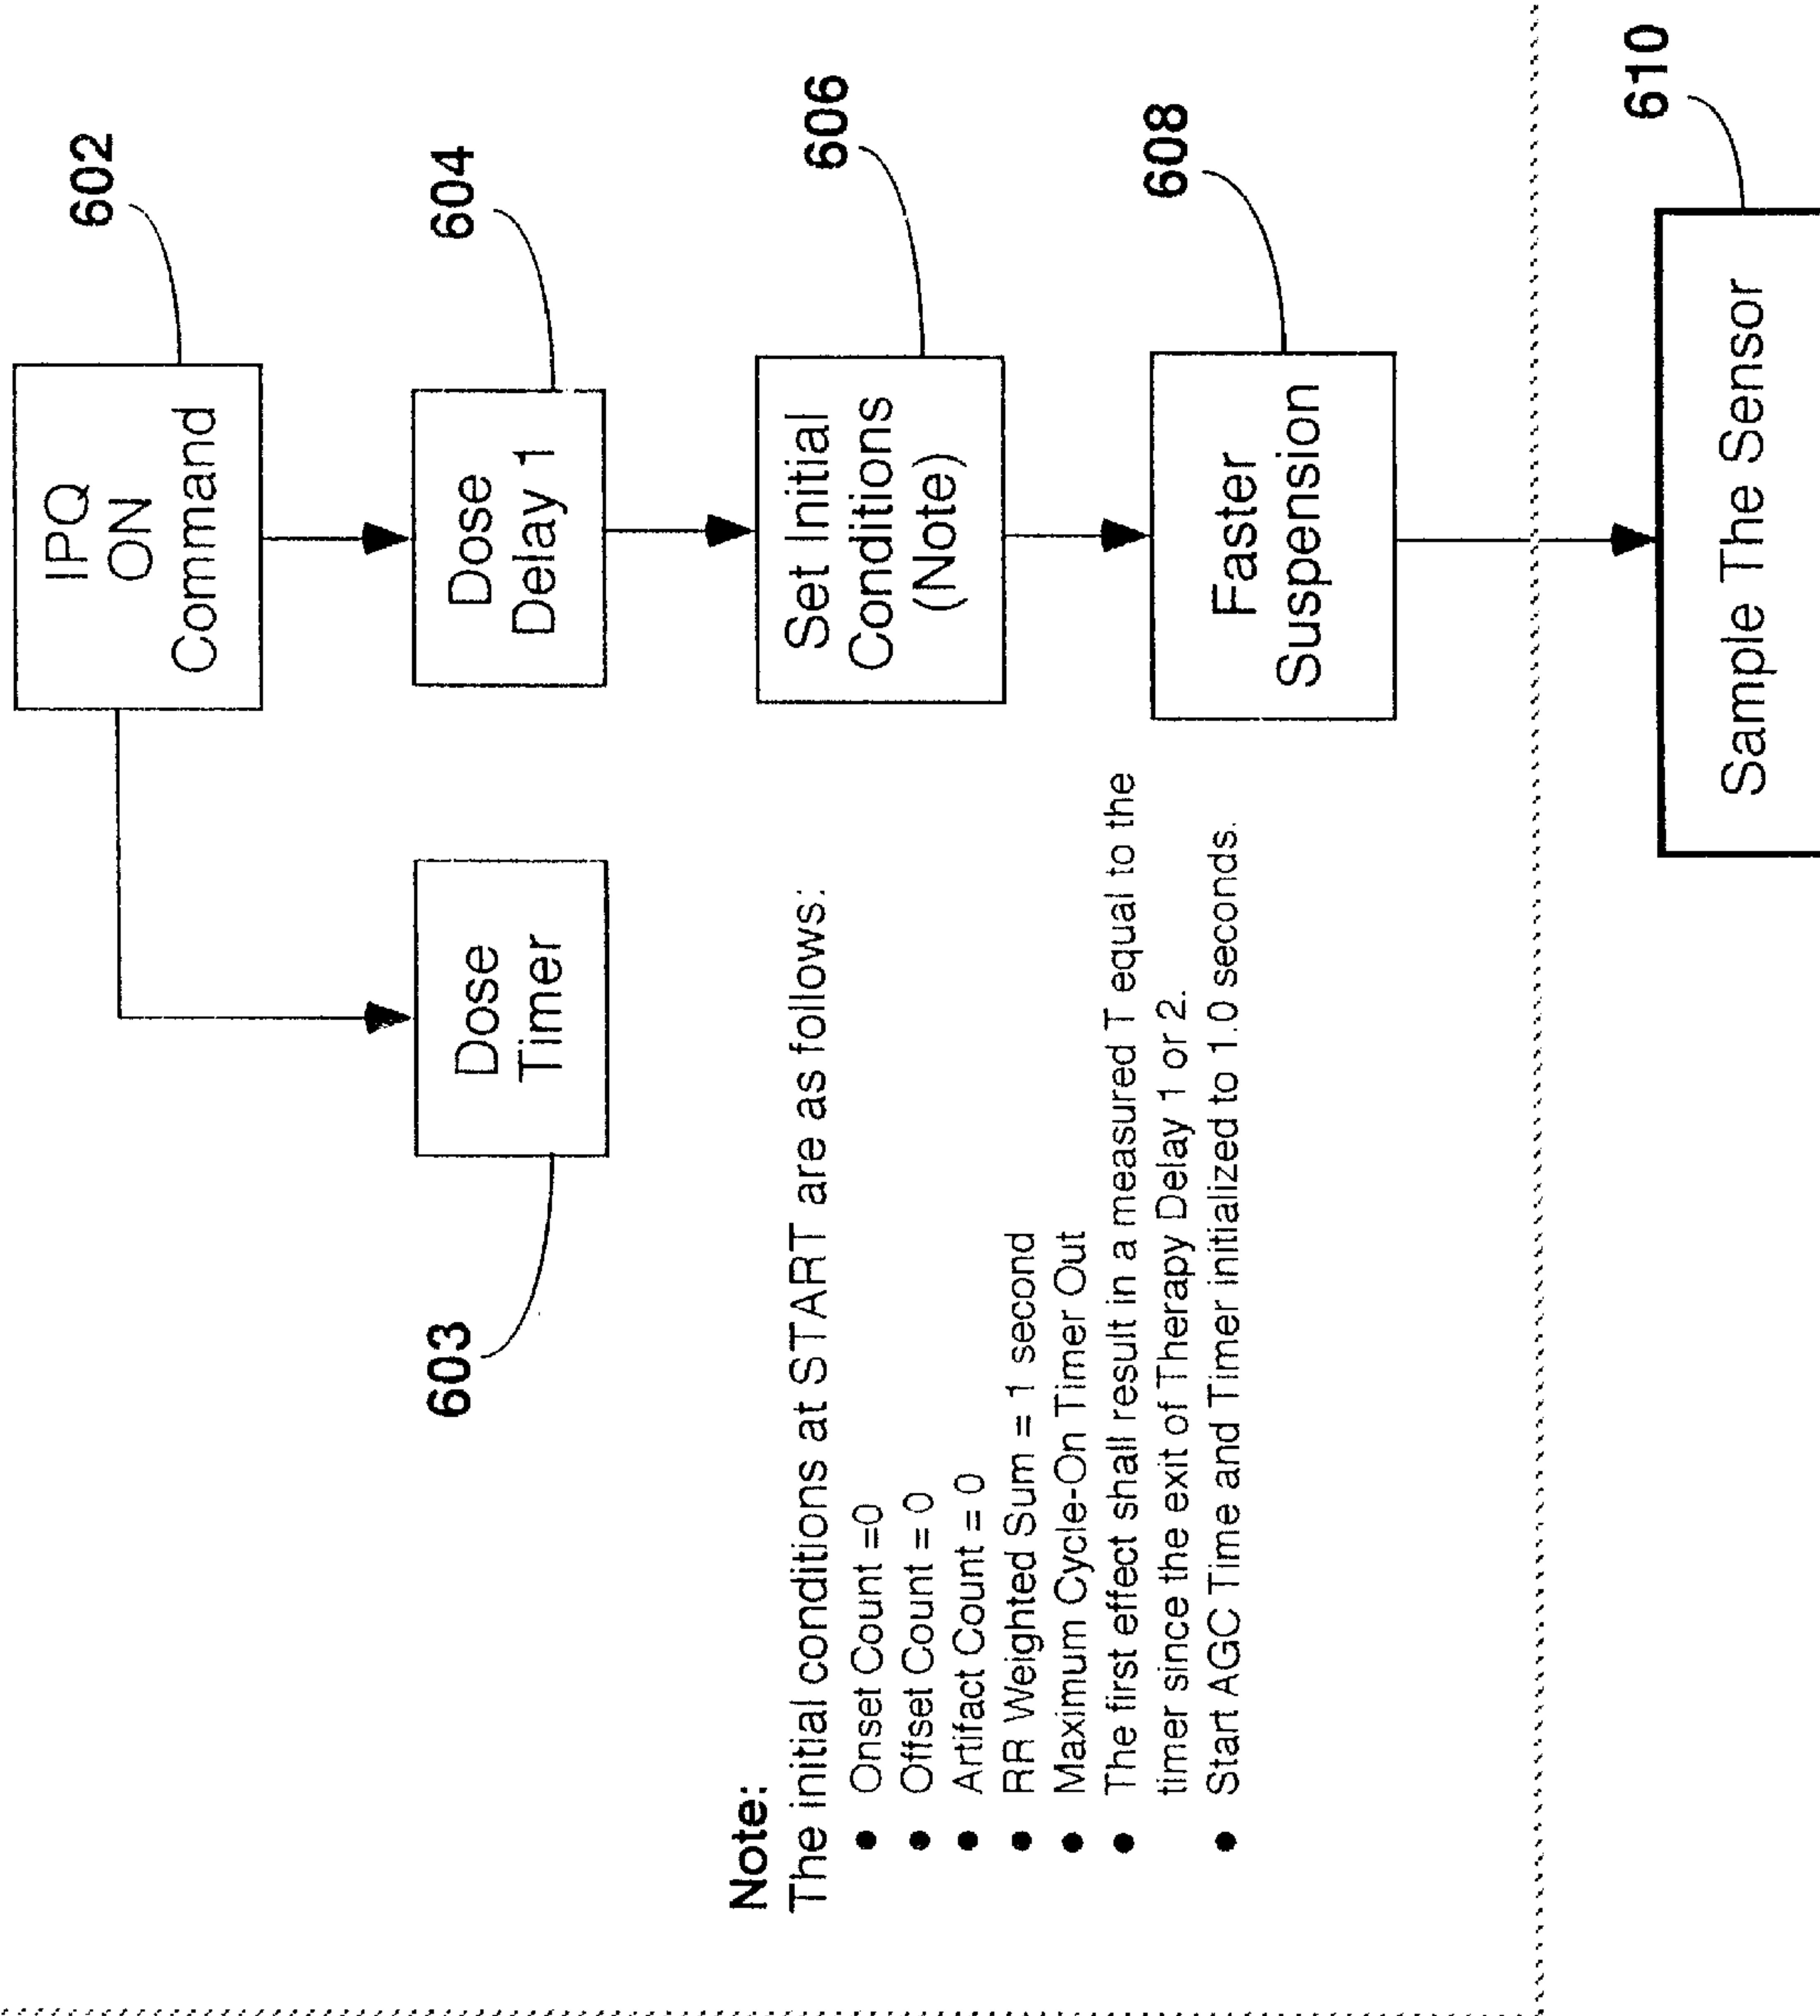 602
IPQ
ON
Command
604
Dose
Delay 1
603
Dose
Timer
606
Set Initial
Conditions
(Note)
608
Faster
Suspension
Note:
The initial conditions at START are as follows:
• Onset Count =0
• Offset Count = 0
• Artifact Count = 0
• RR Weighted Sum = 1 second
• Maximum Cycle-On Timer Out
• The first effect shall result in a measured T equal to the
timer since the exit of Therapy Delay 1 or 2.
• Start AGC Time and Timer initialized to 1.0 seconds.
610
Sample The Sensor